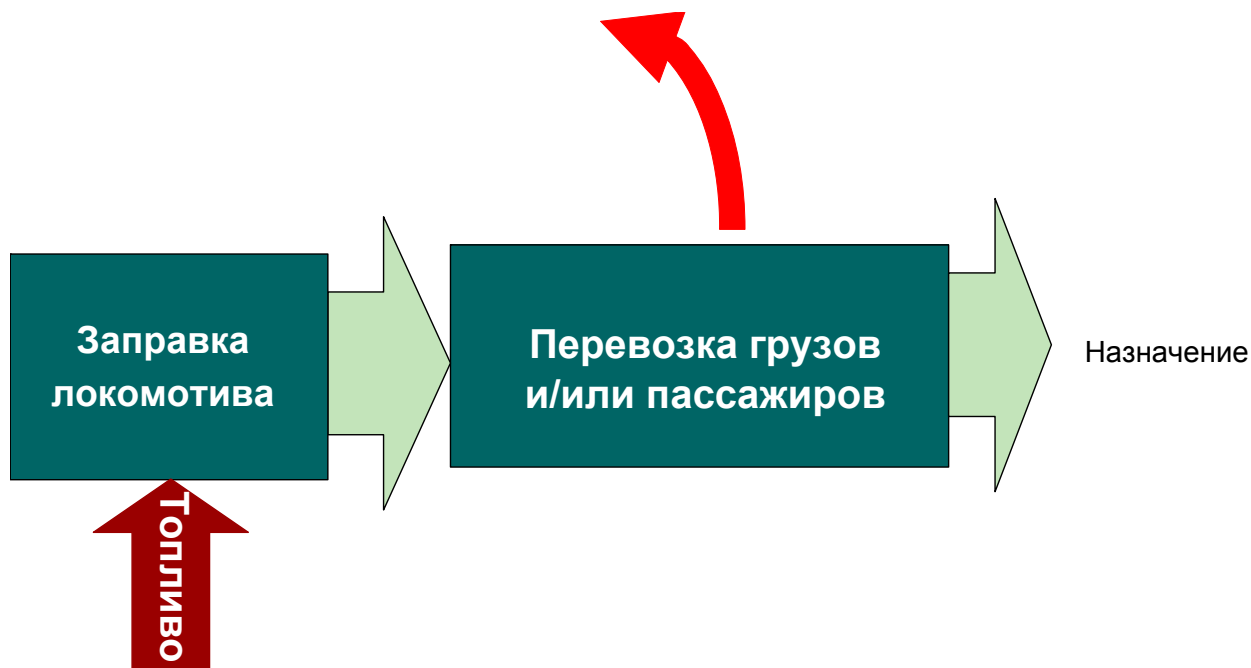 Заправка
локомотива
Перевозка грузов
и/или пассажиров
Назначение
Топливо